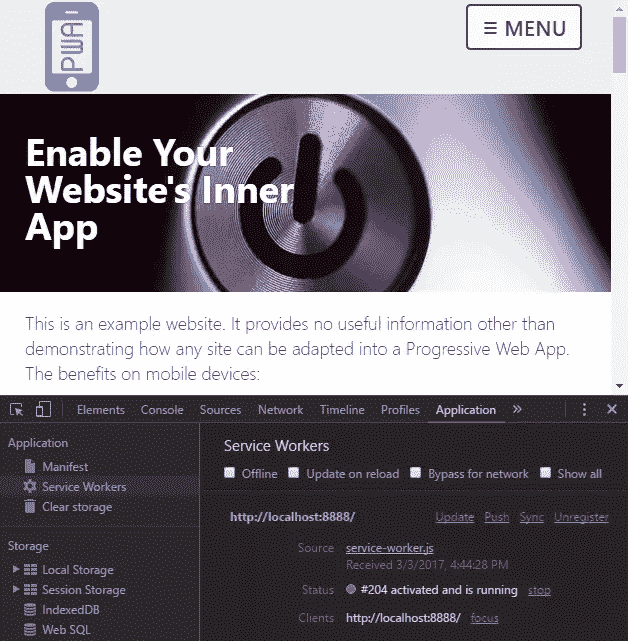 PWA
☰ MENU
Enable Your
Website's Inner
App
This is an example website. It provides no useful information other than
demonstrating how any site can be adapted into a Progressive Web App.
The benefits on mobile devices:
Elements Console Sources Network Timeline Profiles Application »
Application
Manifest
Service Workers
Clear storage
Storage
Local Storage
Session Storage
IndexedDB
Web SQL
Service Workers
Offline Update on reload Bypass for network Show all
http://localhost:8888/ Update Push Sync Unregister
Source service-worker.js
Received 3/3/2017, 4:44:28 PM
Status #204 activated and is running stop
Clients http://localhost:8888/ focus